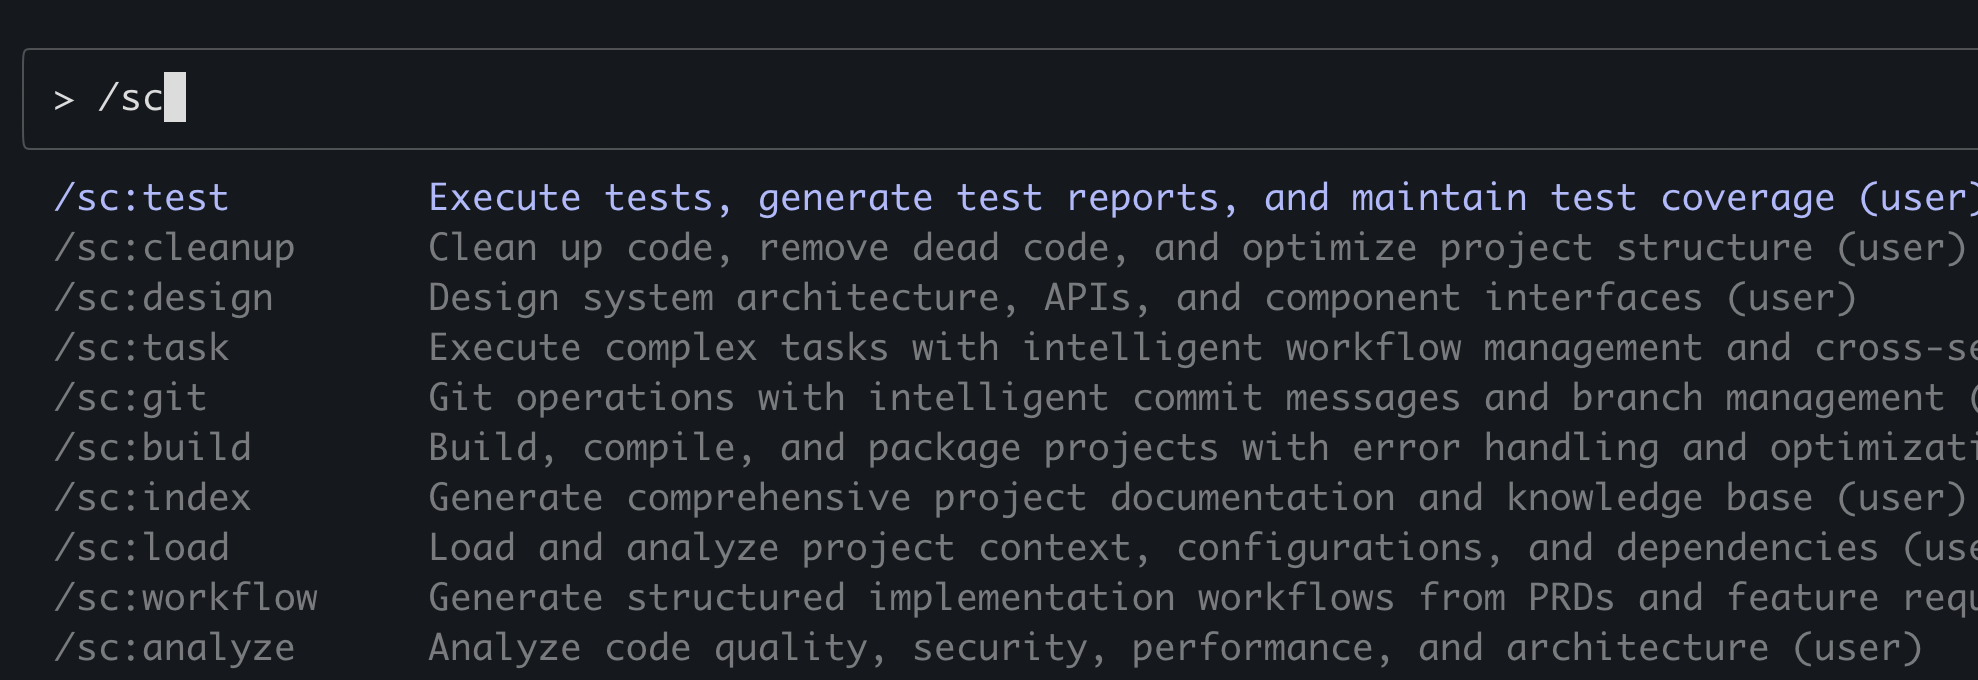 > /sc
/sc:test Execute tests, generate test reports, and maintain test coverage (user)
/sc:cleanup Clean up code, remove dead code, and optimize project structure (user)
/sc:design Design system architecture, APIs, and component interfaces (user)
/sc:task Execute complex tasks with intelligent workflow management and
/sc:git Git operations with intelligent commit messages and branch management (
/sc:build Build, compile, and package projects with error handling and
/sc:index Generate comprehensive project documentation and knowledge base (user)
/sc:load Load and analyze project context, configurations, and dependencies
/sc:workflow Generate structured implementation workflows from PRDs and feature
/sc:analyze Analyze code quality, security, performance, and architecture (user)